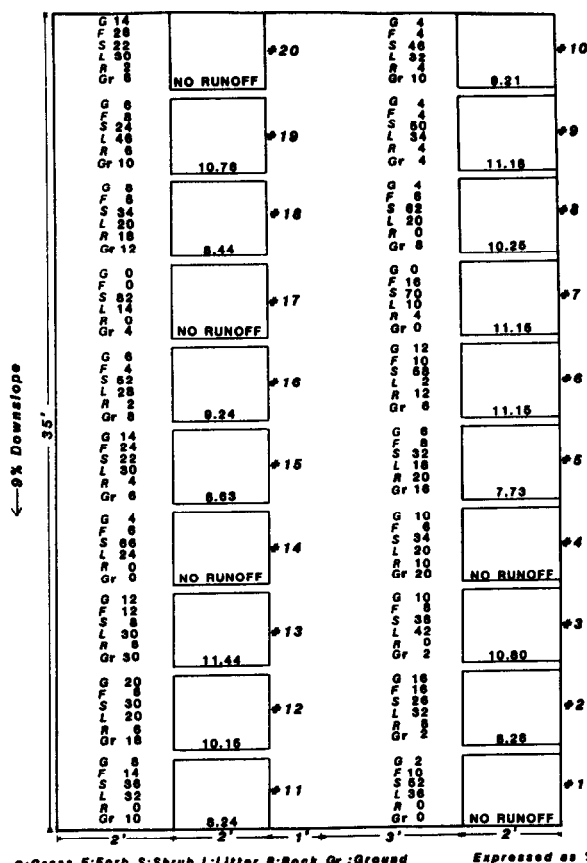 G 14
F 26
S 22
L 30
R 2
Gr 6
NO RUNOFF
#20
G 6
F 8
S 24
L 46
R 6
Gr 10
10.76
#19
G 8
F 8
S 34
L 20
R 18
Gr 12
8.44
#18
G 0
F 0
S 82
L 14
R 0
Gr 4
NO RUNOFF
#17
G 6
F 4
S 52
L 28
R 2
Gr 8
9.24
#16
G 14
F 24
S 22
L 30
R 4
Gr 6
6.63
#15
G 4
F 6
S 66
L 24
R 0
Gr 0
NO RUNOFF
#14
G 12
F 12
S 8
L 30
R 8
Gr 30
11.44
#13
G 20
F 8
S 30
L 20
R 6
Gr 16
10.15
#12
G 8
F 14
S 36
L 32
R 0
Gr 10
8.24
#11
G 4
F 4
S 46
L 32
R 4
Gr 10
9.21
#10
G 4
F 4
S 50
L 34
R 4
Gr 4
11.16
#9
G 4
F 6
S 62
L 20
R 0
Gr 8
10.25
#8
G 0
F 16
S 70
L 10
R 4
Gr 0
11.15
#7
G 12
F 10
S 58
L 2
R 12
Gr 6
11.15
#6
G 6
F 8
S 32
L 18
R 20
Gr 16
7.73
#5
G 10
F 6
S 34
L 20
R 10
Gr 20
NO RUNOFF
#4
G 10
F 8
S 38
L 42
R 0
Gr 2
10.80
#3
G 16
F 16
S 26
L 32
R 8
Gr 2
8.26
#2
G 2
F 10
S 52
L 36
R 0
Gr 0
NO RUNOFF
#1
←9% Downslope
35'
2' 2' 1' 3' 2'
G:Grass F:Forb S:Shrub L:Litter R:Rock Gr:Ground Expressed as